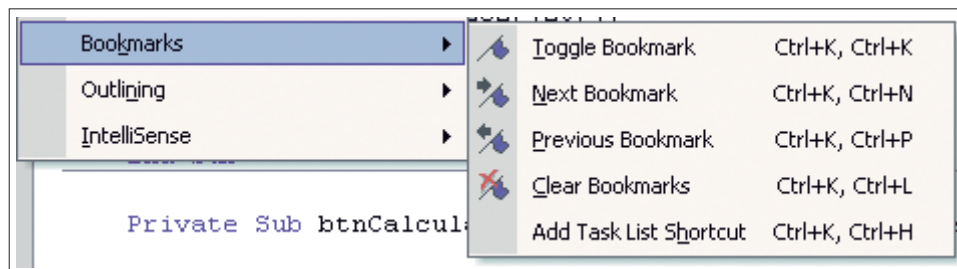 Bookmarks
Outlining
IntelliSense
Toggle Bookmark Ctrl+K, Ctrl+K
Next Bookmark Ctrl+K, Ctrl+N
Previous Bookmark Ctrl+K, Ctrl+P
Clear Bookmarks Ctrl+K, Ctrl+L
Add Task List Shortcut Ctrl+K, Ctrl+H
Private Sub btnCalcul